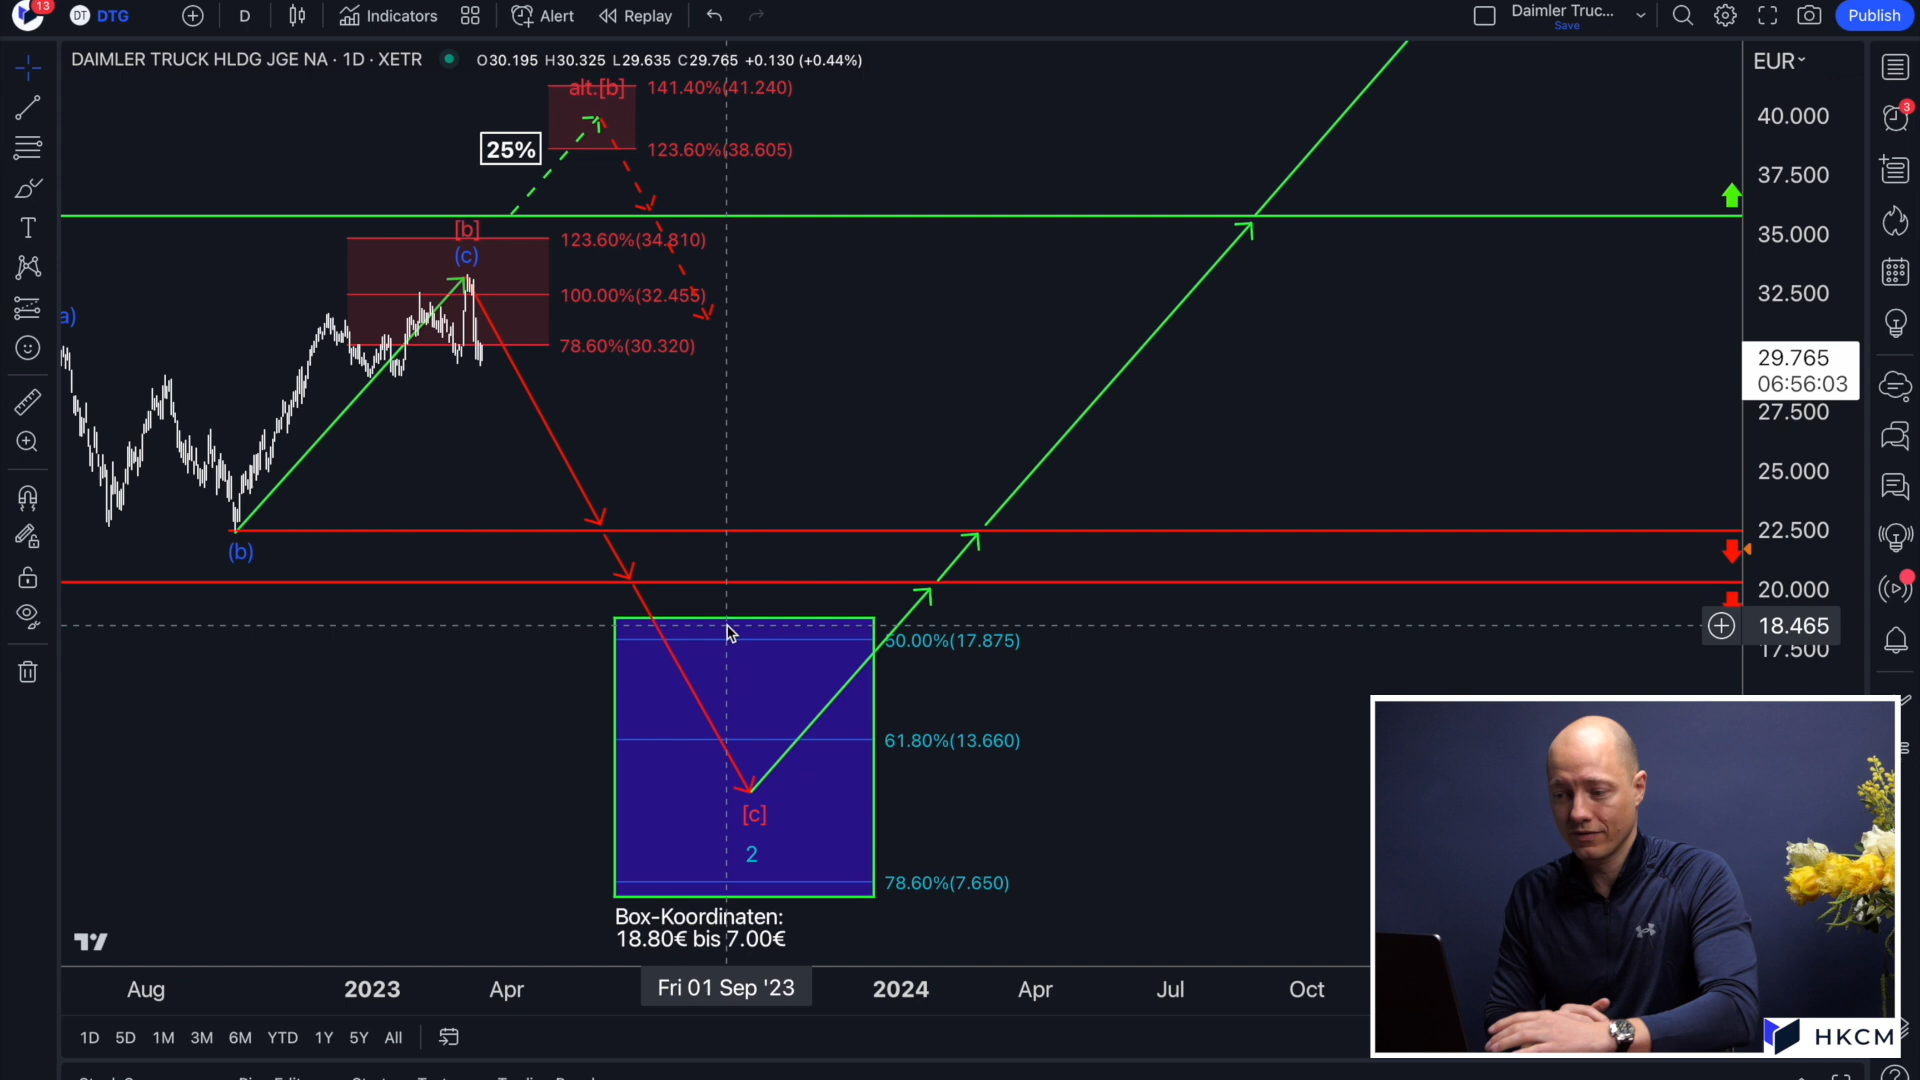 13
DT DTG
D
Indicators
Alert
Replay
Daimler Truc...
Save
Publish
DAIMLER TRUCK HLDG JGE NA · 1D · XETR
O30.195 H30.325 L29.635 C29.765 +0.130 (+0.44%)
EUR
alt.[b]
141.40%(41.240)
25%
123.60%(38.605)
[b]
(c)
123.60%(34.810)
100.00%(32.455)
78.60%(30.320)
a)
(b)
40.000
37.500
35.000
32.500
29.765
06:56:03
27.500
25.000
22.500
20.000
18.465
17.500
3
50.00%(17.875)
61.80%(13.660)
78.60%(7.650)
[c]
2
Box-Koordinaten:
18.80€ bis 7.00€
Aug
2023
Apr
Fri 01 Sep '23
2024
Apr
Jul
Oct
1D 5D 1M 3M 6M YTD 1Y 5Y All
HKCM